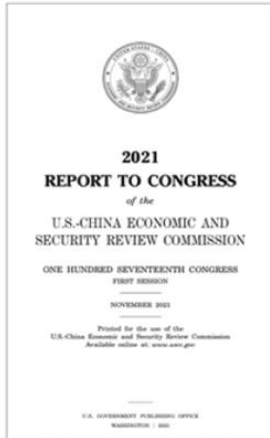 2021
REPORT TO CONGRESS
of the
U.S.-CHINA ECONOMIC AND
SECURITY REVIEW COMMISSION
ONE HUNDRED SEVENTEENTH CONGRESS
FIRST SESSION
NOVEMBER 2021
Printed for the use of the
U.S.-China Economic and Security Review Commission
Available online at: www.uscc.gov
U.S. GOVERNMENT PUBLISHING OFFICE
WASHINGTON : 2021